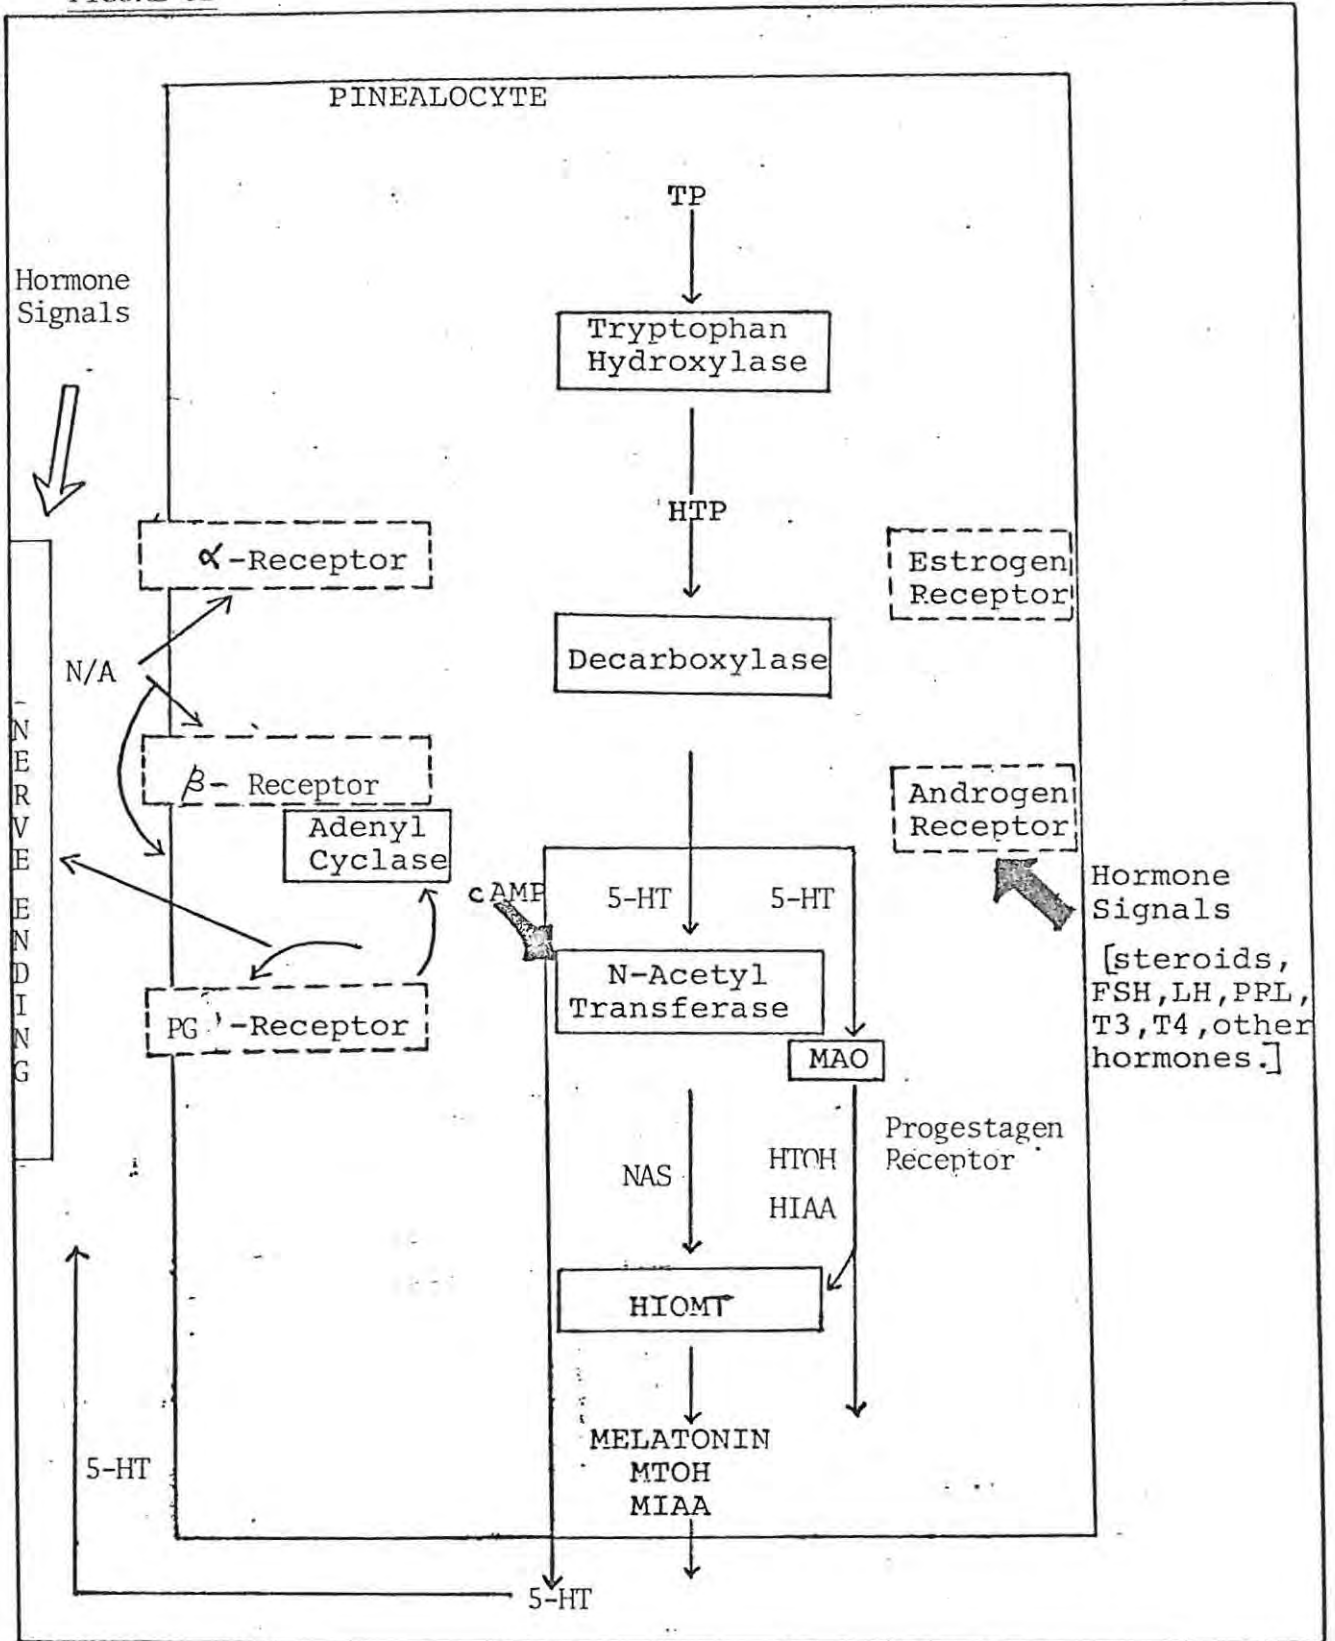 PINEALOCYTE
TP
Hormone
Signals
Tryptophan
Hydroxylase
HTP
α-Receptor
Estrogen
Receptor
N/A
Decarboxylase
NERVE ENDING
β- Receptor
Adenyl
Cyclase
Androgen
Receptor
cAMP
5-HT
5-HT
Hormone
Signals
[steroids,
FSH,LH,PRL,
T3,T4,other
hormones.]
N-Acetyl
Transferase
PG -Receptor
MAO
Progestagen
Receptor
NAS
HTOH
HIAA
HIOMT
MELATONIN
MTOH
MIAA
5-HT
5-HT